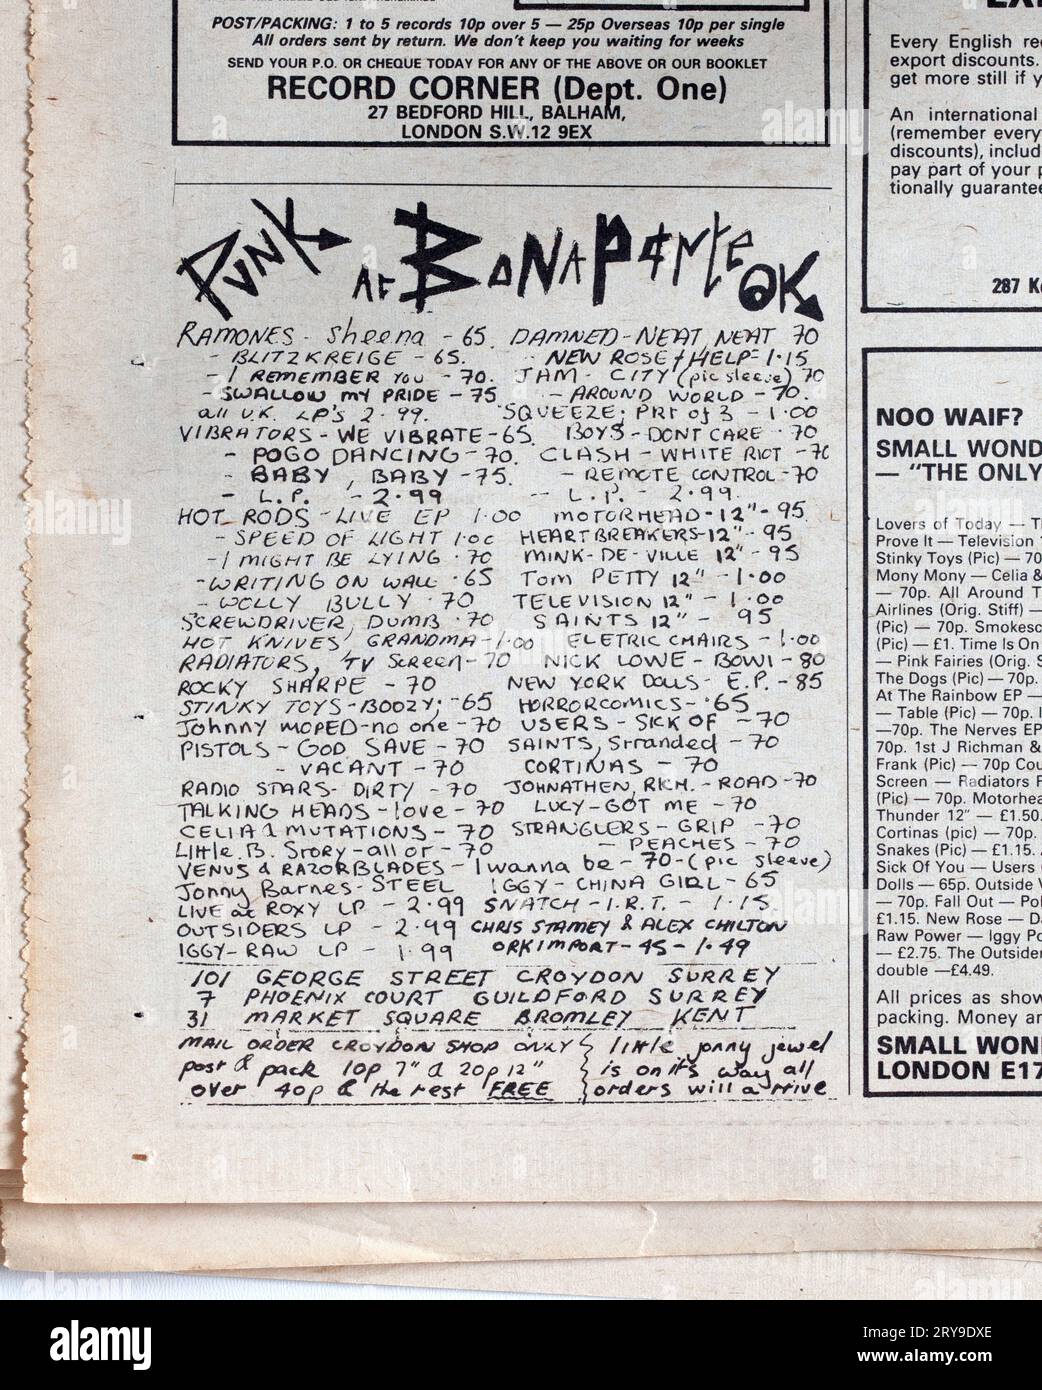 POST/PACKING: 1 to 5 records 10p over 5 — 25p Overseas 10p per single
All orders sent by return. We don't keep you waiting for weeks
SEND YOUR P.O. OR CHEQUE TODAY FOR ANY OF THE ABOVE OR OUR BOOKLET
RECORD CORNER (Dept. One)
27 BEDFORD HILL, BALHAM,
LONDON S.W.12 9EX
PUNK AT BONAPARTE OK
RAMONES - Sheena - 65. DAMNED - NEAT, NEAT 70
- BLITZKREIGE - 65. - NEW ROSE + HELP = 1.15
- I REMEMBER You - 70. JAM - CITY (pic sleeve) 70
- SWALLOW MY PRIDE - 75 - AROUND WORLD - 70.
all U.K. LP's 2.99. SQUEEZE; PRT of 3 - 1.00
VIBRATORS - WE VIBRATE - 65. BOYS - DONT CARE . 70
- POGO DANCING - 70. CLASH - WHITE RIOT - 70
- BABY, BABY - 75. - REMOTE CONTROL - 70
- L.P. - 2.99 -- L.P. - 2.99.
HOT RODS - LIVE EP 1.00 MOTORHEAD - 12" - 95.
- SPEED OF LIGHT 1.00 HEARTBREAKERS - 12" - 95
- I MIGHT BE LYING . 70 MINK-DE-VILLE 12" - 95
- WRITING ON WALL . 65 Tom PETTY 12" - 1.00
- WOLLY BULLY . 70 TELEVISION 12" - 1.00
SCREWDRIVER, DUMB . 70 SAINTS 12" - 95
HOT KNIVES, GRANDMA - 1.00 ELETRIC CHAIRS - 1.00
RADIATORS, TV Screen - 70 NICK LOWE - BOWI - 80
ROCKY SHARPE - 70 NEW YORK DOLLS - E.P. - 85
STINKY TOYS - BOOZY; - 65 HORRORCOMICS - .65
Johnny MOPED - no one - 70 USERS - SICK OF - 70
PISTOLS - GOD SAVE - 70 SAINTS, Strranded - 70
- VACANT - 70 CORTINAS - 70
RADIO STARS - DIRTY - 70 JOHNATHEN, RICH. - ROAD - 70
TALKING HEADS - love - 70 LUCY - GOT ME - 70
CELIA & MUTATIONS - 70 STRANGLERS - GRIP - 70
Little. B. Story - all or - 70 - PEACHES - 70
VENUS & RAZORBLADES - I wanna be - 70 - (pic sleeve)
Jonny Barnes - STEEL IGGY - CHINA GIRL - 65
LIVE at ROXY LP - 2.99 SNATCH - I.R.T. - 1.15
OUTSIDERS LP - 2.99 CHRIS STAMEY & ALEX CHILTON
IGGY - RAW LP - 1.99 ORK IMPORT - 45 - 1.49
101 GEORGE STREET CROYDON SURREY
7 PHOENIX COURT GUILDFORD SURREY
31 MARKET SQUARE BROMLEY KENT
MAIL ORDER CROYDON SHOP ONLY
post & pack 10p 7" & 20p 12"
over 40p & the rest FREE
little jonny jewel
is on it's way all
orders will arrive
EX
Every English re
export discounts.
get more still if y
An international
(remember every
discounts), includ
pay part of your p
tionally guarantee
287 K
NOO WAIF?
SMALL WOND
— "THE ONLY
Lovers of Today — T
Prove It — Television
Stinky Toys (Pic) — 70
Mony Mony — Celia &
— 70p. All Around T
Airlines (Orig. Stiff) —
(Pic) — 70p. Smokesc
(Pic) — £1. Time Is On
— Pink Fairies (Orig. S
The Dogs (Pic) — 70p.
At The Rainbow EP —
— Table (Pic) — 70p. I
—70p. The Nerves EP
70p. 1st J Richman &
Frank (Pic) — 70p Cou
Screen — Radiators F
(Pic) — 70p. Motorhea
Thunder 12" — £1.50.
Cortinas (pic) — 70p.
Snakes (Pic) — £1.15.
Sick Of You — Users
Dolls — 65p. Outside V
— 70p. Fall Out — Pol
£1.15. New Rose — Da
Raw Power — Iggy Po
— £2.75. The Outsider
double —£4.49.
All prices as show
packing. Money an
SMALL WON
LONDON E17
alamy
Image ID: 2RY9DXE
www.alamy.com